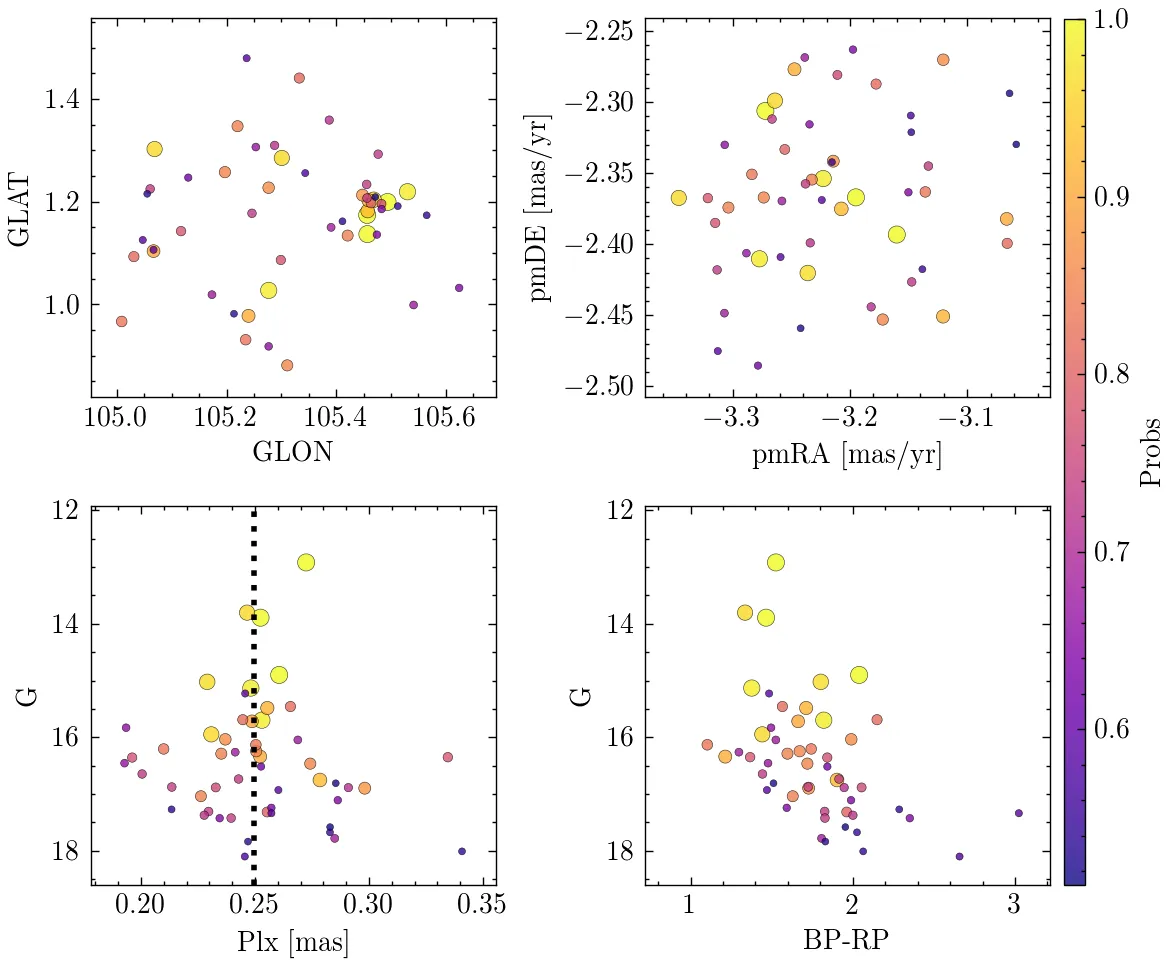 1.4
1.2
1.0
GLAT
105.0 105.2 105.4 105.6
GLON
−2.25
−2.30
−2.35
−2.40
−2.45
−2.50
pmDE [mas/yr]
−3.3 −3.2 −3.1
pmRA [mas/yr]
12
14
16
18
G
0.20 0.25 0.30 0.35
Plx [mas]
12
14
16
18
G
1 2 3
BP-RP
1.0
0.9
0.8
0.7
0.6
Probs